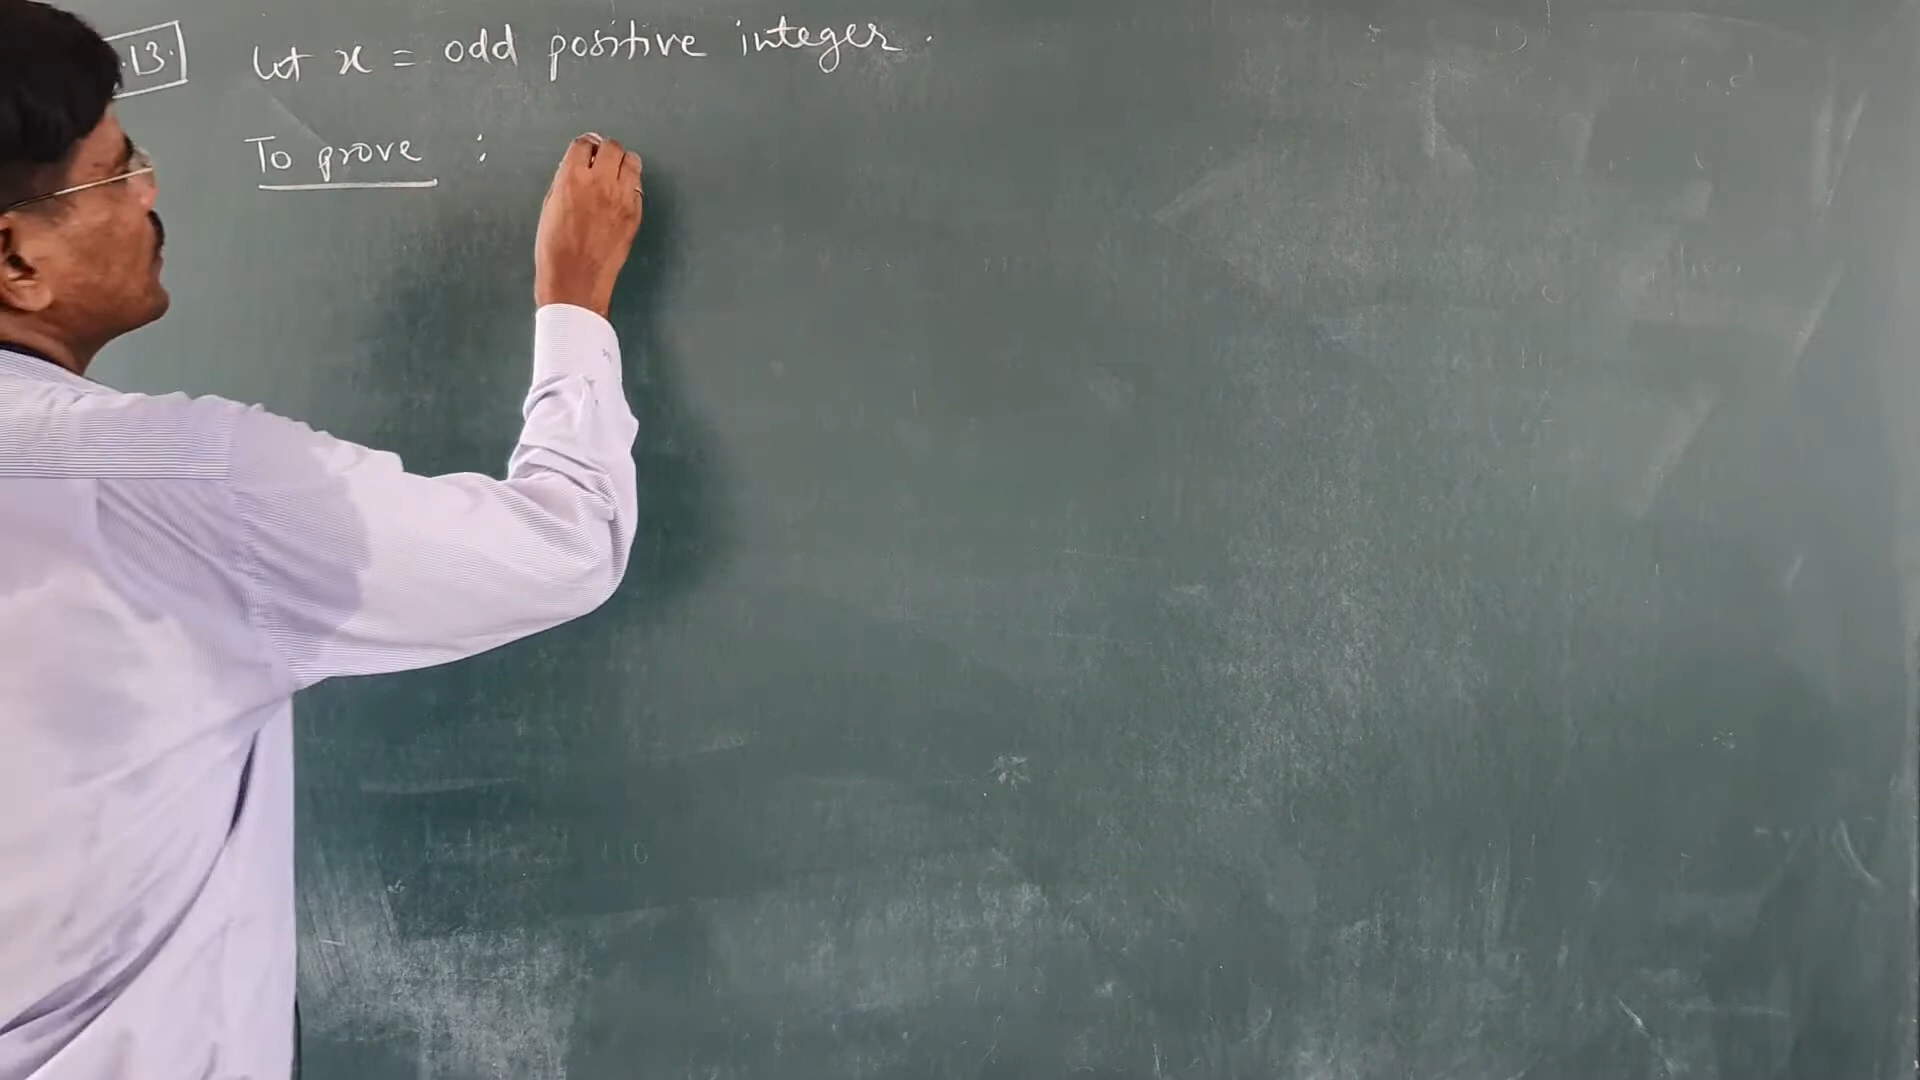 .13.
Let x = odd positive integer.
To prove :